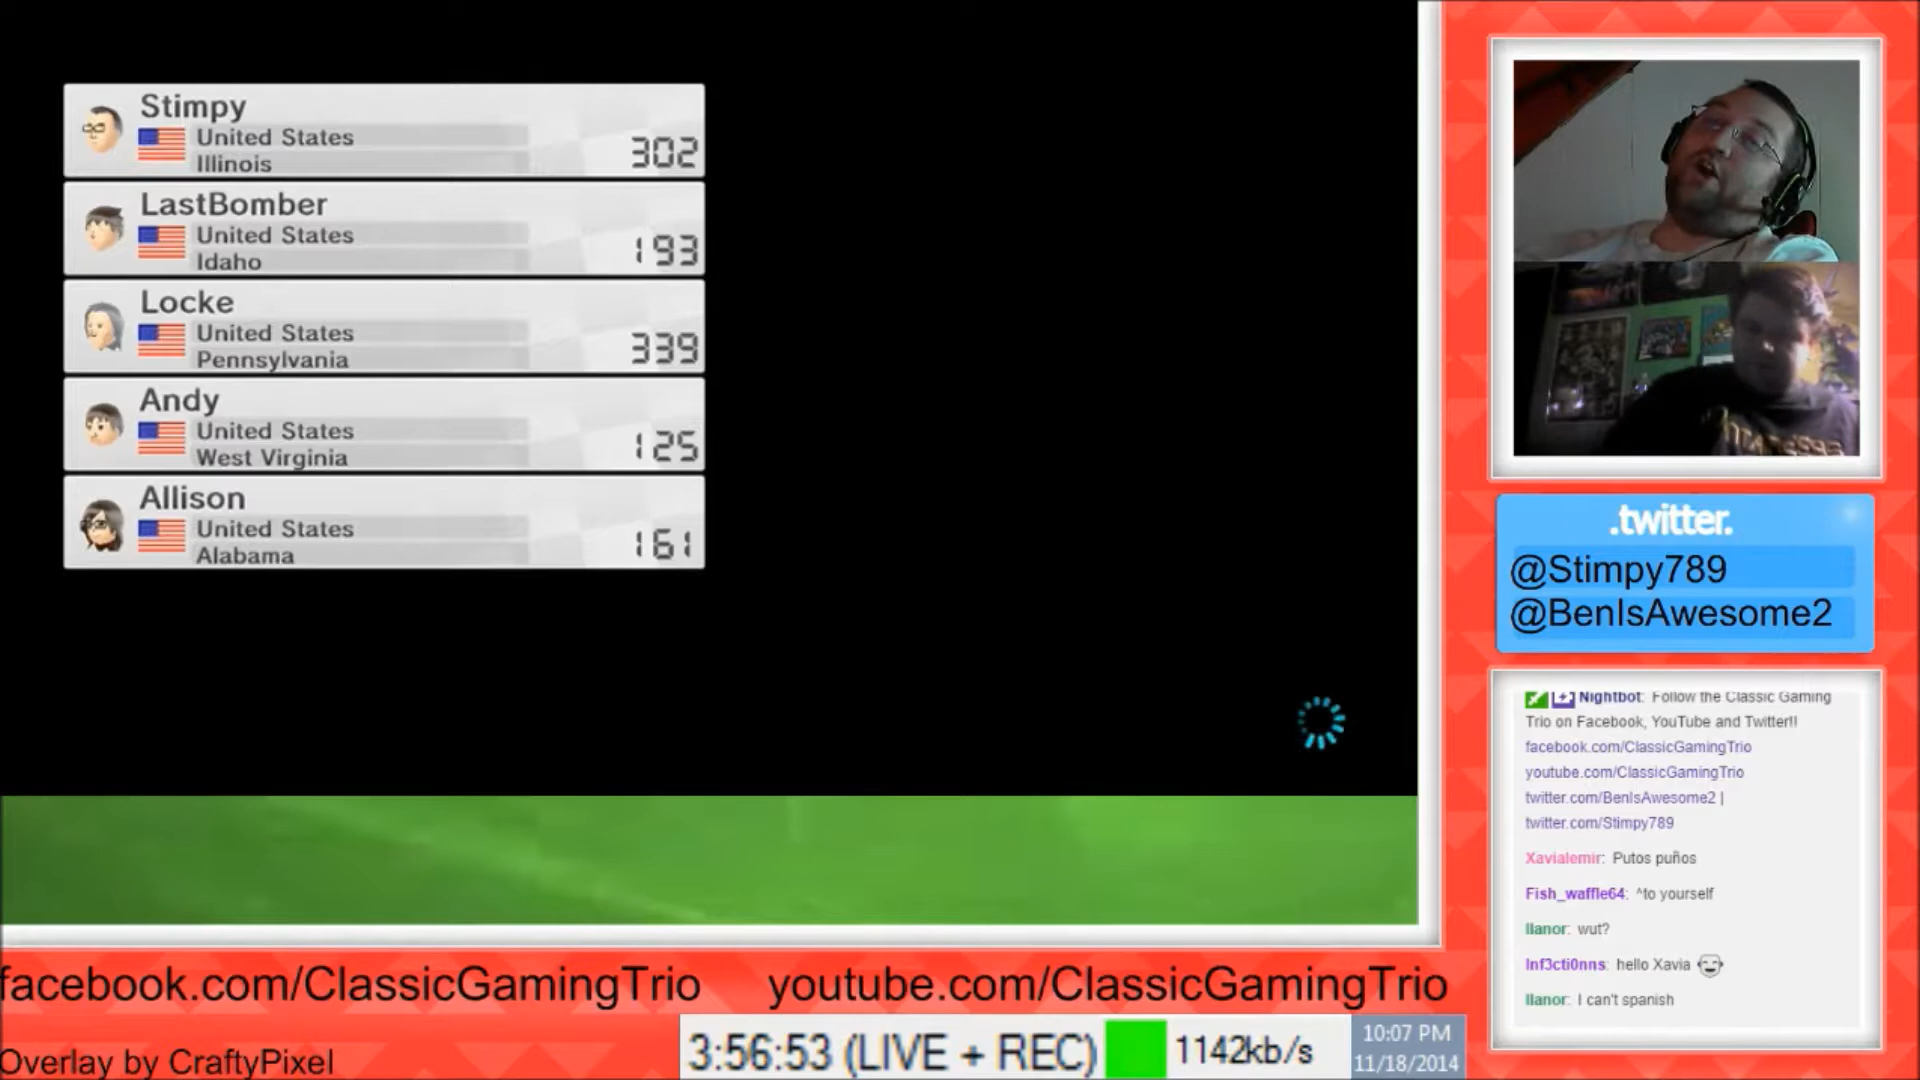 Stimpy
United States
Illinois
302
LastBomber
United States
Idaho
193
Locke
United States
Pennsylvania
339
Andy
United States
West Virginia
125
Allison
United States
Alabama
161
.twitter.
@Stimpy789
@BenIsAwesome2
Nightbot: Follow the Classic Gaming
Trio on Facebook, YouTube and Twitter!!
facebook.com/ClassicGamingTrio
youtube.com/ClassicGamingTrio
twitter.com/BenIsAwesome2 |
twitter.com/Stimpy789
Xavialemir: Putos puños
Fish_waffle64: ^to yourself
llanor: wut?
Inf3cti0nns: hello Xavia
llanor: I can't spanish
facebook.com/ClassicGamingTrio youtube.com/ClassicGamingTrio
Overlay by CraftyPixel
3:56:53 (LIVE + REC) 1142kb/s
10:07 PM
11/18/2014